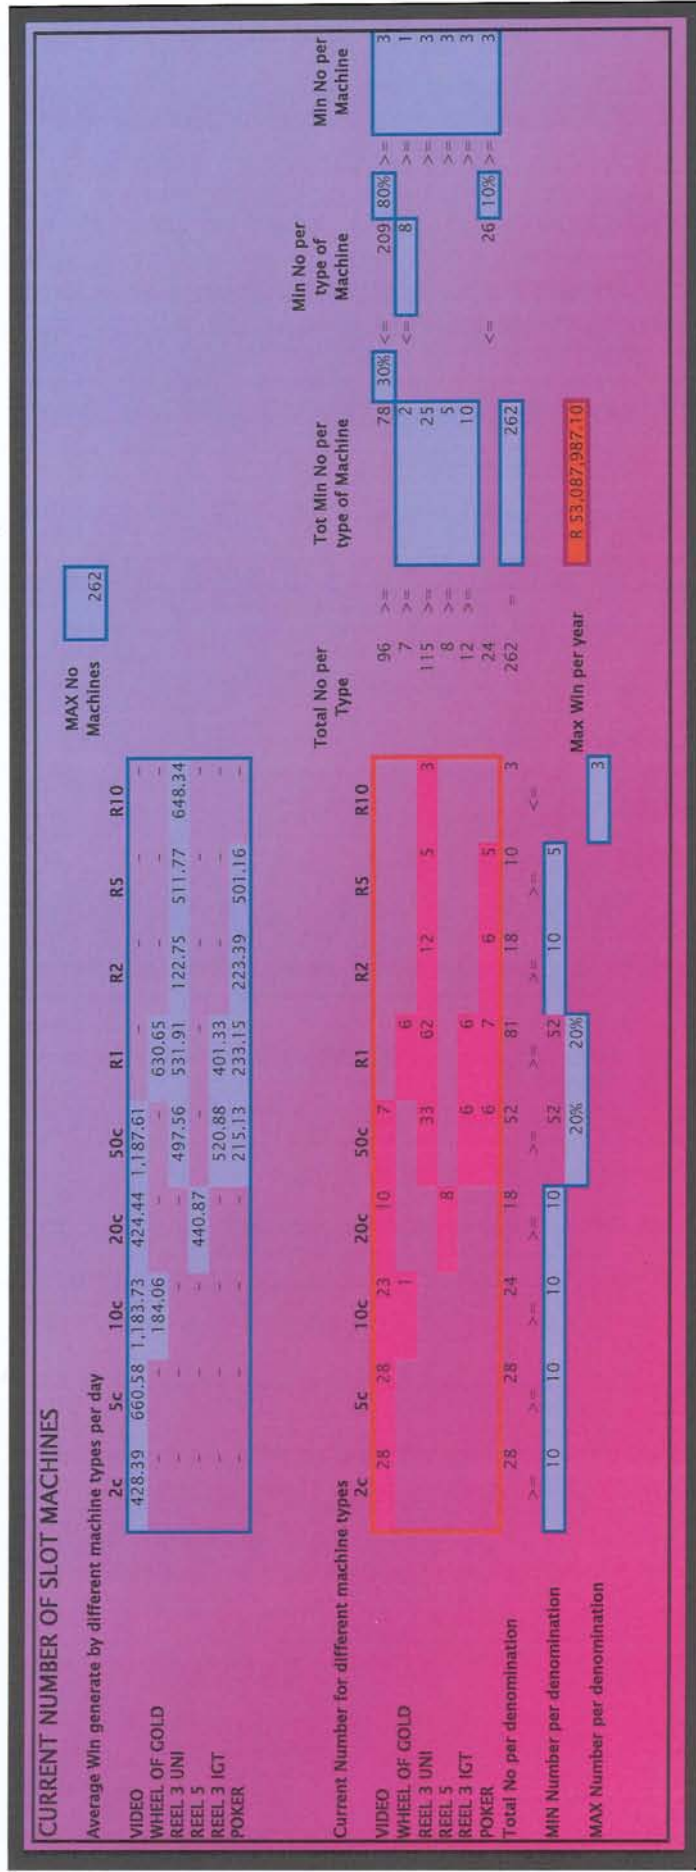 CURRENT NUMBER OF SLOT MACHINES
Average Win generate by different machine types per day
MAX No Machines 262
2c 5c 10c 20c 50c R1 R2 R5 R10
VIDEO 428.39 660.58 1,183.73 424.44 1,187.61 - - - -
WHEEL OF GOLD - - 184.06 - - 630.65 - - -
REEL 3 UNI - - - - 497.56 531.91 122.75 511.77 648.34
REEL 5 - - - 440.87 - - - - -
REEL 3 IGT - - - - 520.88 401.33 - - -
POKER - - - - 215.13 233.15 223.39 501.16 -
Current Number for different machine types
2c 5c 10c 20c 50c R1 R2 R5 R10 Total No per Type Tot Min No per type of Machine Min No per type of Machine Min No per Machine
VIDEO 28 28 23 10 7 96 >= 78 30% <= 209 80% >= 3
WHEEL OF GOLD 1 6 7 >= 2 <= 8 >= 1
REEL 3 UNI 33 62 12 5 3 115 >= 25 >= 3
REEL 5 8 8 >= 5 >= 3
REEL 3 IGT 6 6 12 >= 10 >= 3
POKER 6 7 6 5 24 <= 26 10% >= 3
Total No per denomination 28 28 24 18 52 81 18 10 3 262 = 262
>= >= >= >= >= >= >= >= <=
MIN Number per denomination 10 10 10 10 52 52 10 5
MAX Number per denomination 20% 20% 3
Max Win per year R 53,087,987.10